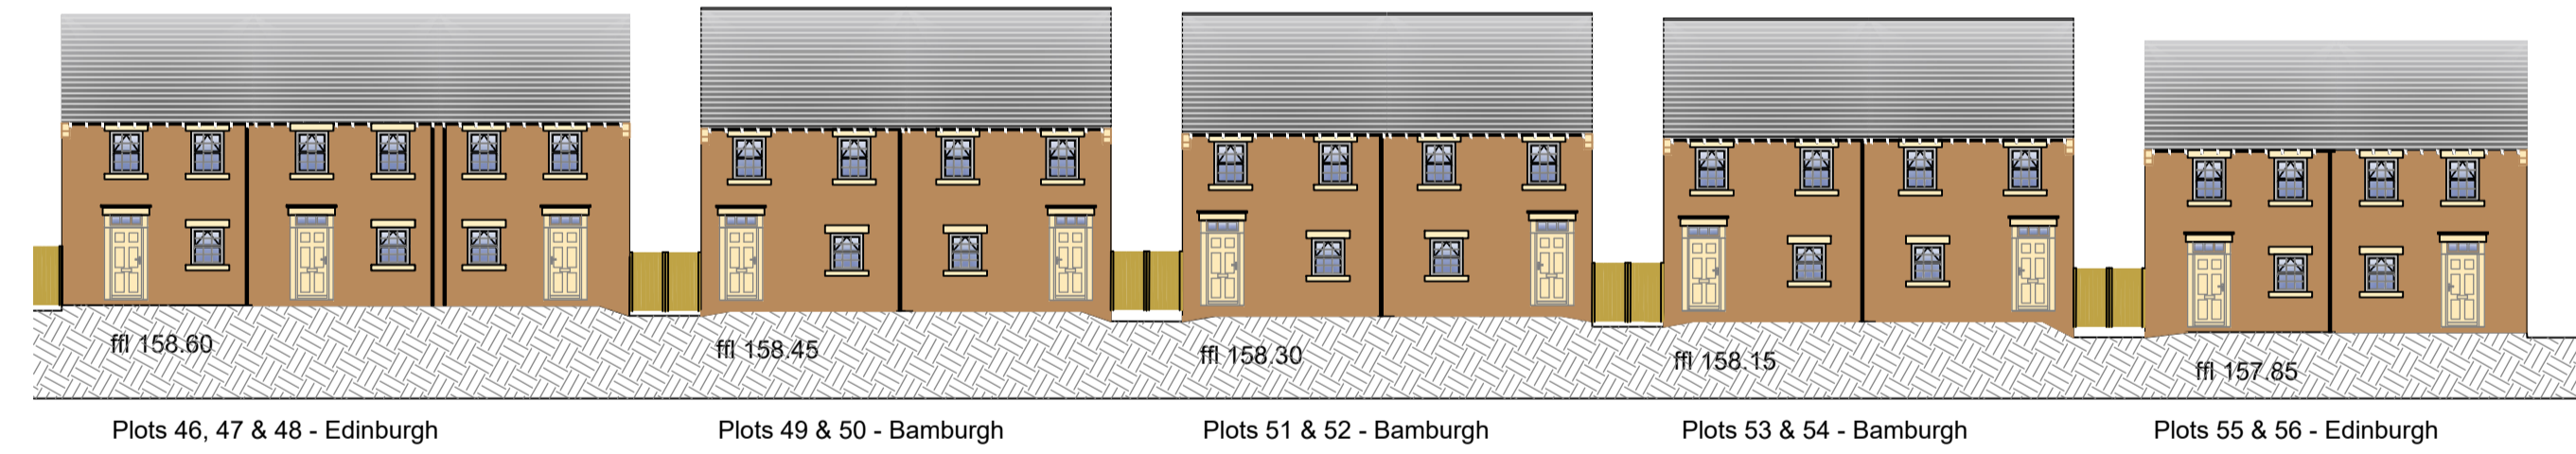 ffl 158.60
ffl 158.45
ffl 158.30
ffl 158.15
ffl 157.85
Plots 46, 47 & 48 - Edinburgh
Plots 49 & 50 - Bamburgh
Plots 51 & 52 - Bamburgh
Plots 53 & 54 - Bamburgh
Plots 55 & 56 - Edinburgh